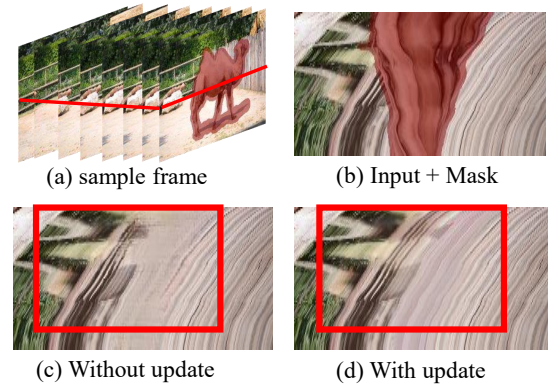 (a) sample frame
(b) Input + Mask
(c) Without update
(d) With update